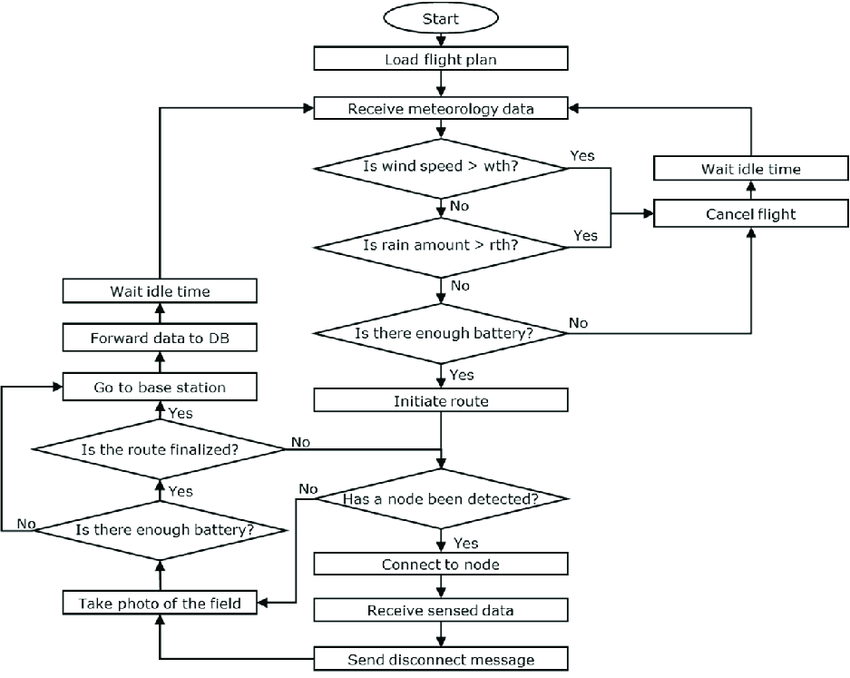 Start
Load flight plan
Receive meteorology data
Is wind speed > wth?
Yes
Wait idle time
No
Cancel flight
Is rain amount > rth?
Yes
No
Wait idle time
Is there enough battery?
No
Forward data to DB
Yes
Go to base station
Initiate route
Yes
Is the route finalized?
No
Yes
No
Has a node been detected?
No
Is there enough battery?
Yes
Connect to node
Take photo of the field
Receive sensed data
Send disconnect message